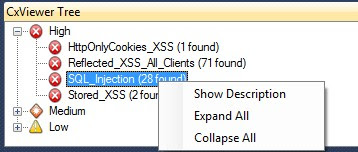 CxViewer Tree
High
HttpOnlyCookies_XSS (1 found)
Reflected_XSS_All_Clients (71 found)
SQL_Injection (28 found)
Stored_XSS (2 four
Show Description
Expand All
Collapse All
Medium
Low